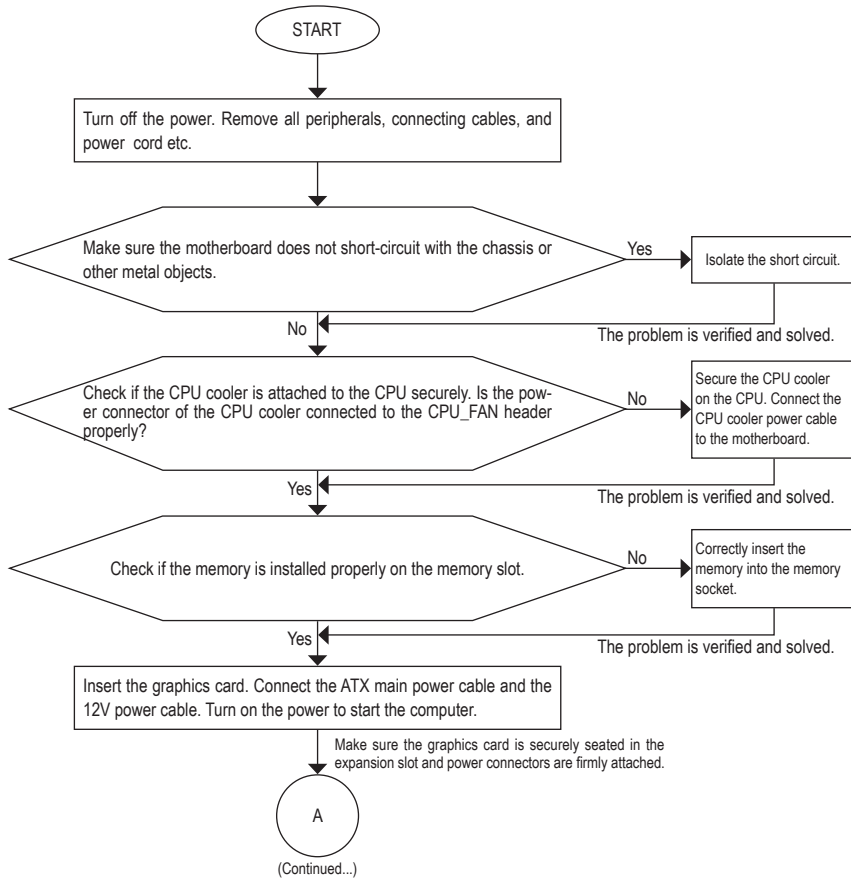 START
Turn off the power. Remove all peripherals, connecting cables, and
power cord etc.
Make sure the motherboard does not short-circuit with the chassis or
other metal objects.
Yes
Isolate the short circuit.
No
The problem is verified and solved.
Check if the CPU cooler is attached to the CPU securely. Is the pow-
er connector of the CPU cooler connected to the CPU_FAN header
properly?
No
Secure the CPU cooler
on the CPU. Connect the
CPU cooler power cable
to the motherboard.
Yes
The problem is verified and solved.
Check if the memory is installed properly on the memory slot.
No
Correctly insert the
memory into the memory
socket.
Yes
The problem is verified and solved.
Insert the graphics card. Connect the ATX main power cable and the
12V power cable. Turn on the power to start the computer.
Make sure the graphics card is securely seated in the
expansion slot and power connectors are firmly attached.
A
(Continued...)